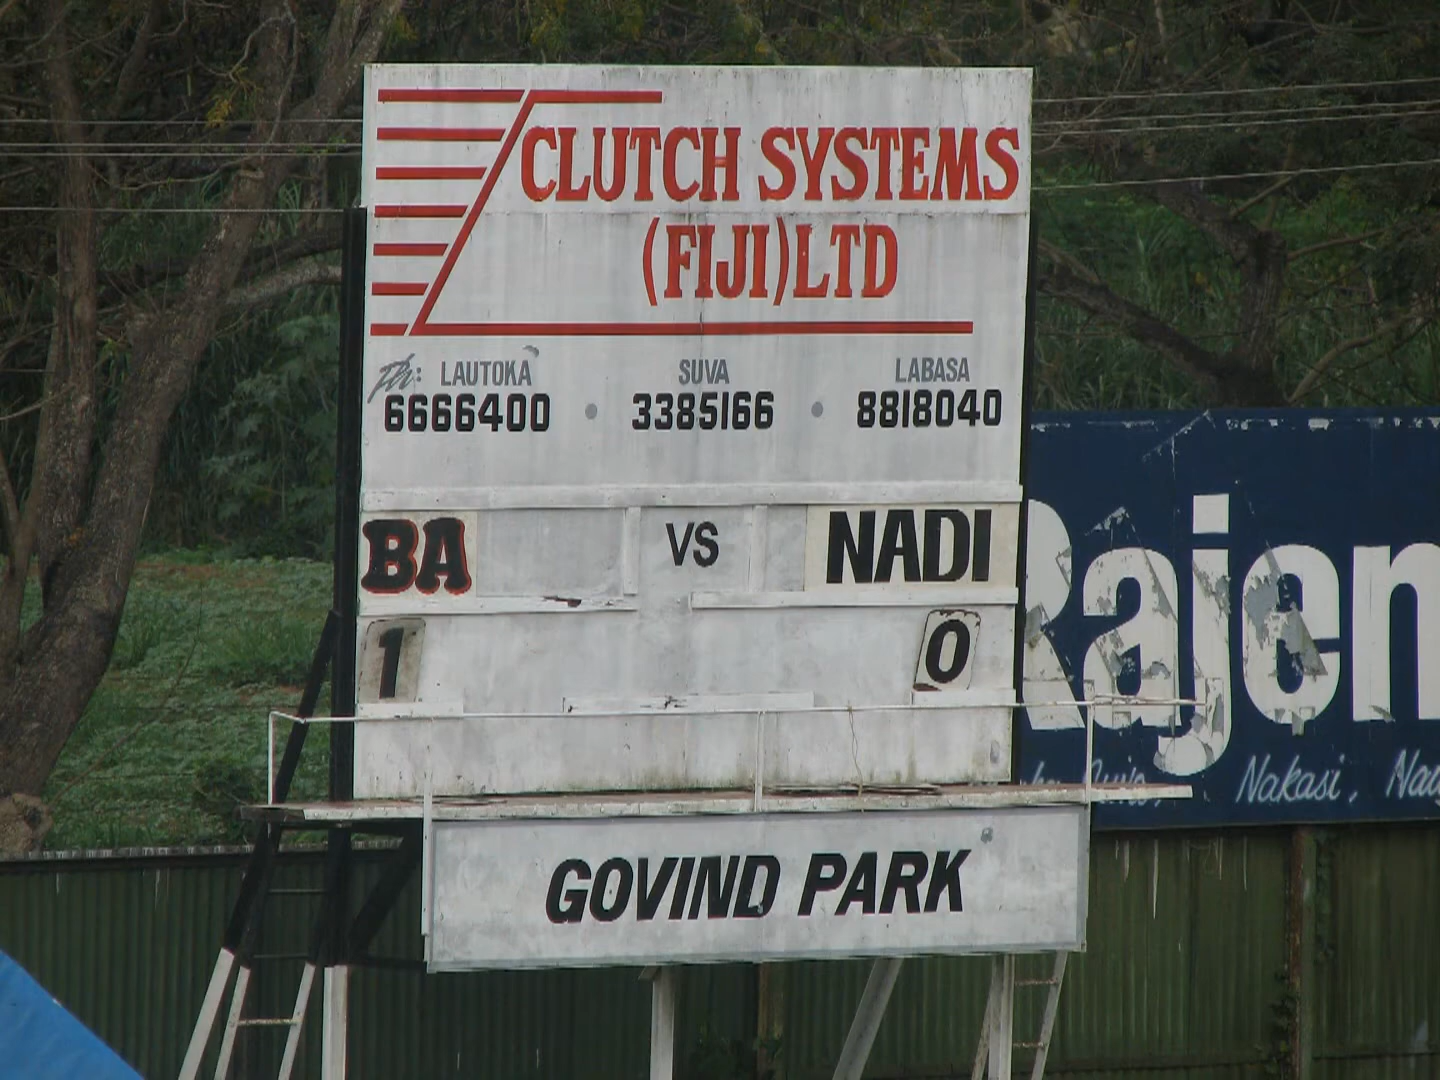 CLUTCH SYSTEMS
(FIJI) LTD
Ph: LAUTOKA SUVA LABASA
6666400 • 3385166 • 8818040
BA VS NADI
1 0
GOVIND PARK
Rajen
Nakasi,